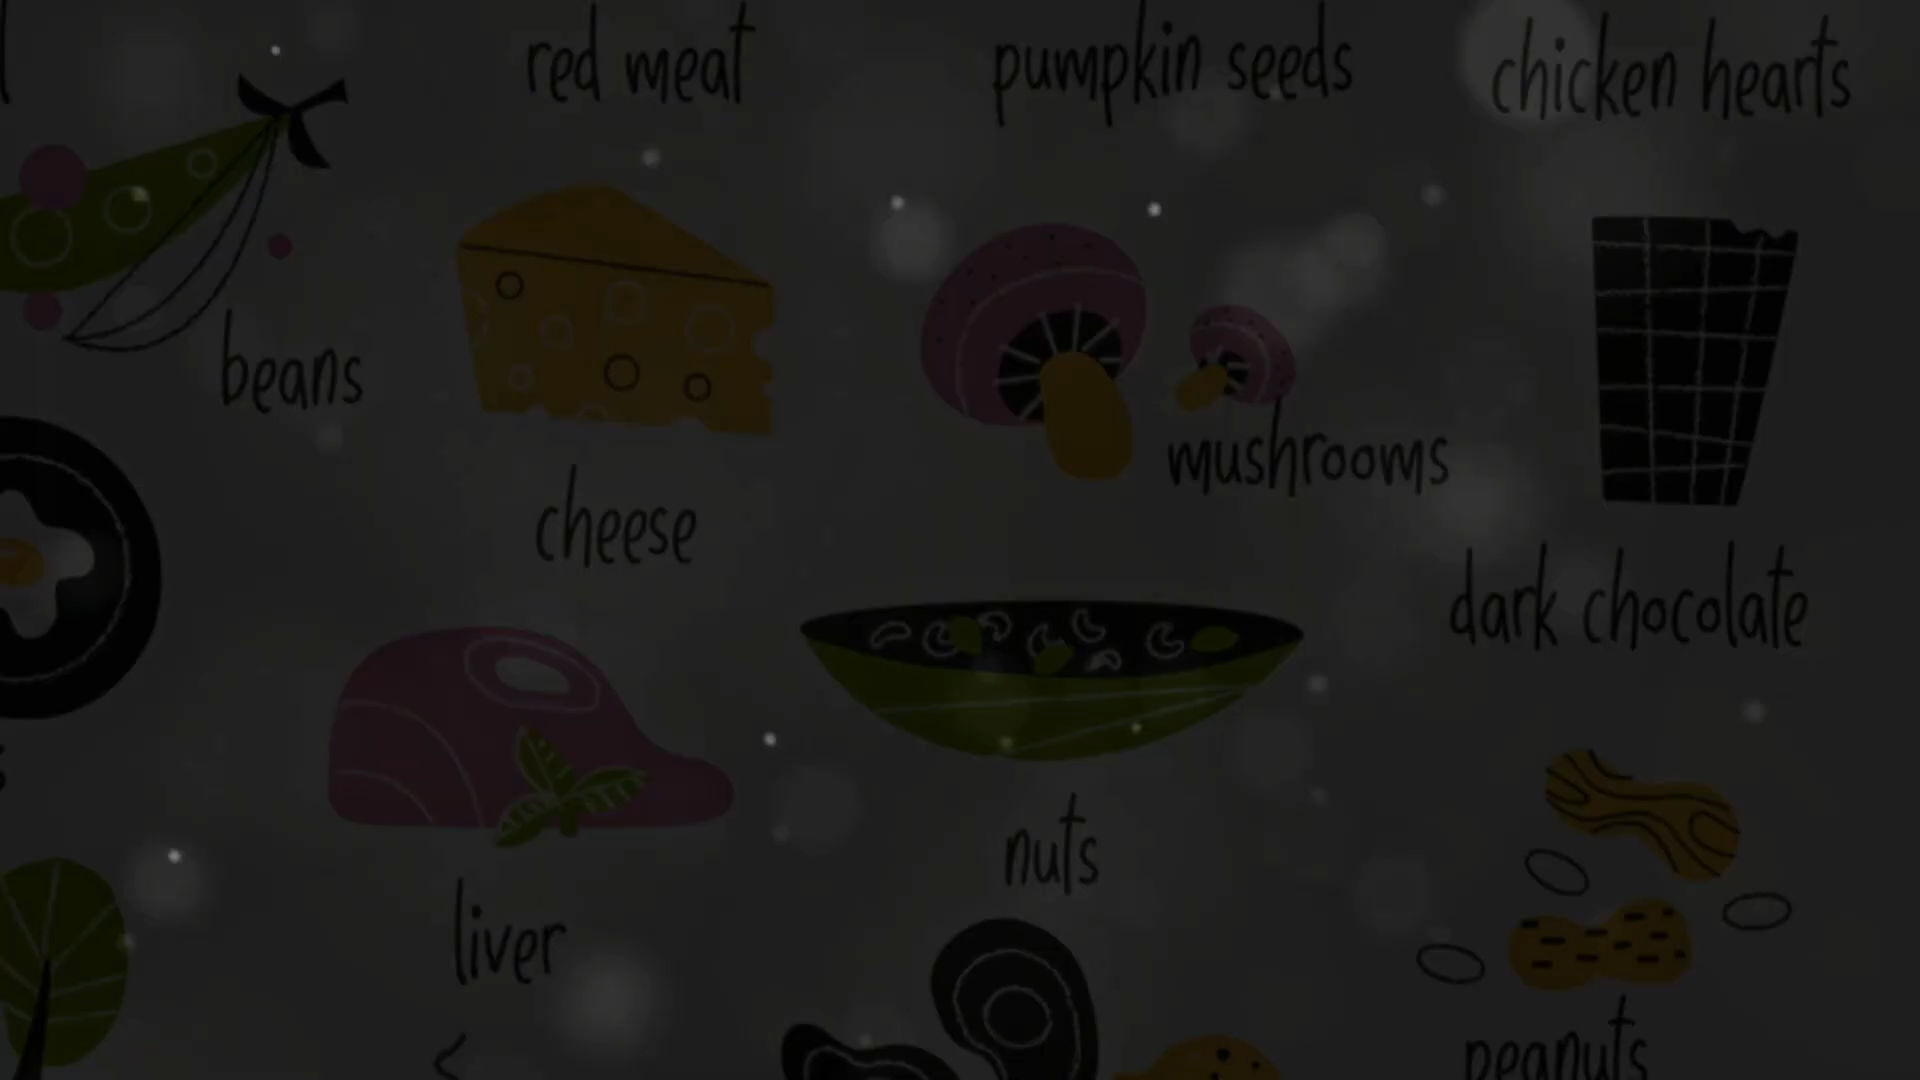 red meat
pumpkin seeds
chicken hearts
beans
cheese
mushrooms
dark chocolate
nuts
liver
peanuts